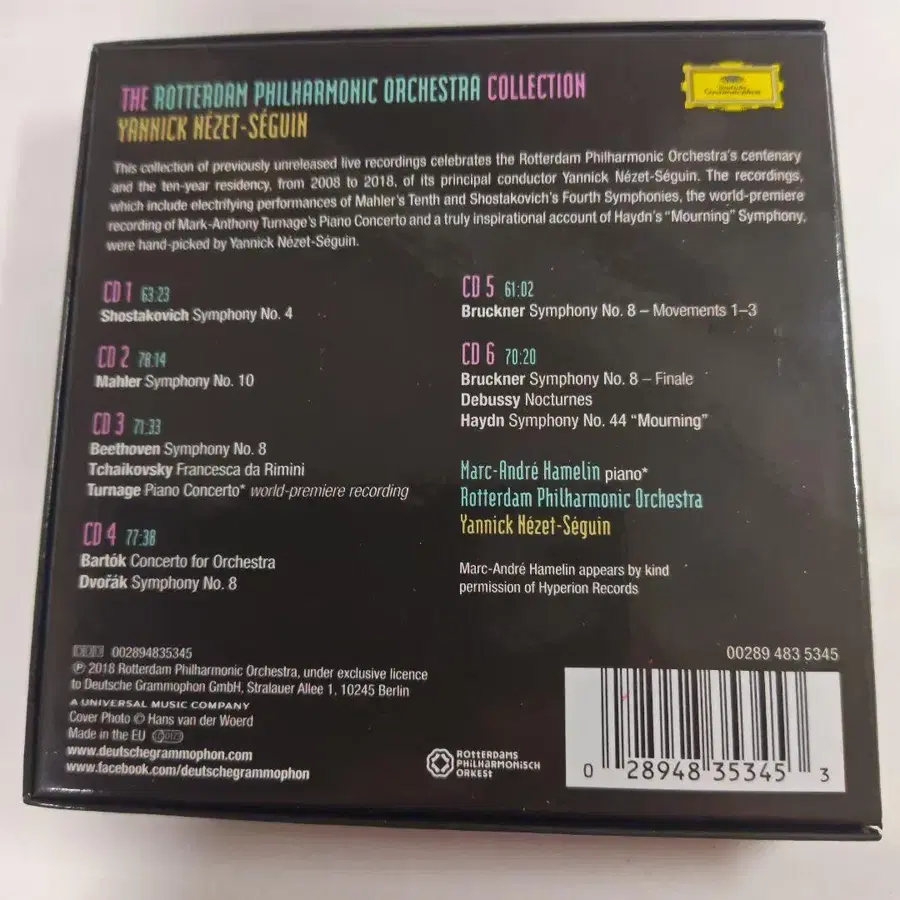 THE ROTTERDAM PHILHARMONIC ORCHESTRA COLLECTION
YANNICK NÉZET-SÉGUIN
Deutsche
Grammophon
This collection of previously unreleased live recordings celebrates the Rotterdam Philharmonic Orchestra's centenary
and the ten-year residency, from 2008 to 2018, of its principal conductor Yannick Nézet-Séguin. The recordings,
which include electrifying performances of Mahler's Tenth and Shostakovich's Fourth Symphonies, the world-premiere
recording of Mark-Anthony Turnage's Piano Concerto and a truly inspirational account of Haydn's "Mourning" Symphony,
were hand-picked by Yannick Nézet-Séguin.
CD 1 63:23
Shostakovich Symphony No. 4
CD 2 78:14
Mahler Symphony No. 10
CD 3 71:33
Beethoven Symphony No. 8
Tchaikovsky Francesca da Rimini
Turnage Piano Concerto* world-premiere recording
CD 4 77:38
Bartók Concerto for Orchestra
Dvořák Symphony No. 8
CD 5 61:02
Bruckner Symphony No. 8 – Movements 1–3
CD 6 70:20
Bruckner Symphony No. 8 – Finale
Debussy Nocturnes
Haydn Symphony No. 44 "Mourning"
Marc-André Hamelin piano*
Rotterdam Philharmonic Orchestra
Yannick Nézet-Séguin
Marc-André Hamelin appears by kind
permission of Hyperion Records
DDD 002894835345
℗ 2018 Rotterdam Philharmonic Orchestra, under exclusive licence
to Deutsche Grammophon GmbH, Stralauer Allee 1, 10245 Berlin
A UNIVERSAL MUSIC COMPANY
Cover Photo © Hans van der Woerd
Made in the EU
www.deutschegrammophon.com
www.facebook.com/deutschegrammophon
ROTTERDAMS
PHILHARMONISCH
ORKEST
00289 483 5345
0 28948 35345 3